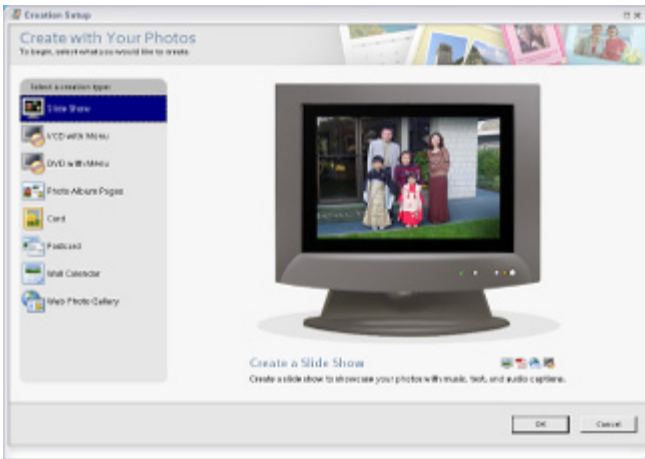 Creation Setup
Create with Your Photos
To begin, select what you would like to create.
Select a creation type:
Slide Show
VCD with Menu
DVD with Menu
Photo Album Pages
Card
Postcard
Wall Calendar
Web Photo Gallery
Create a Slide Show
Create a slide show to showcase your photos with music, text, and audio captions.
OK
Cancel